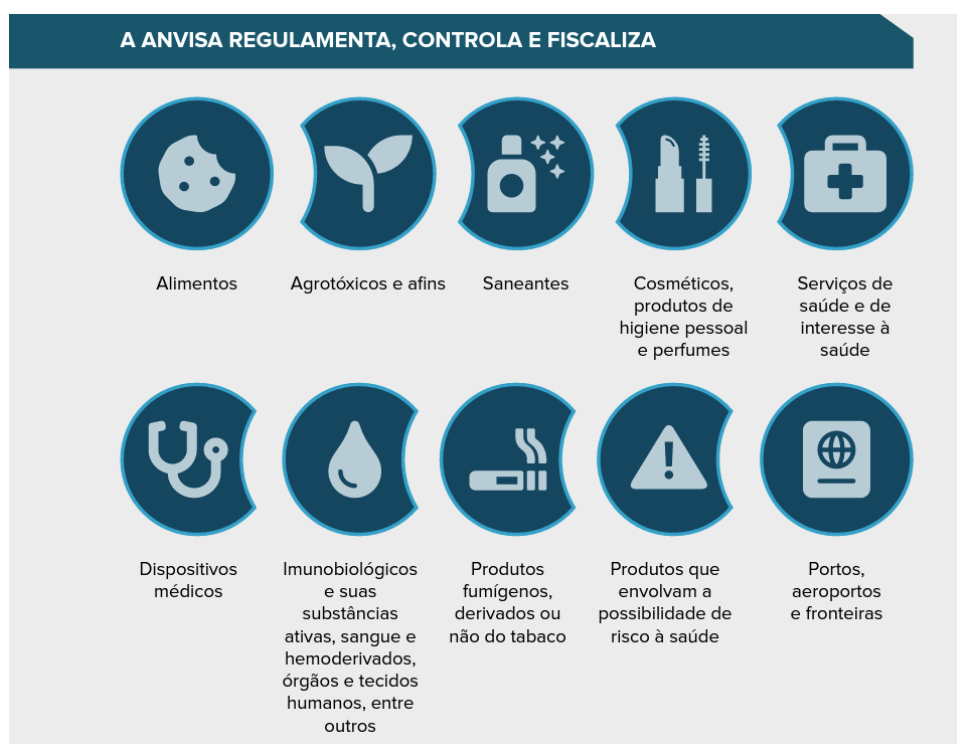 A ANVISA REGULAMENTA, CONTROLA E FISCALIZA
Alimentos
Agrotóxicos e afins
Saneantes
Cosméticos,
produtos de
higiene pessoal
e perfumes
Serviços de
saúde e de
interesse à
saúde
Dispositivos
médicos
Imunobiológicos
e suas
substâncias
ativas, sangue e
hemoderivados,
órgãos e tecidos
humanos, entre
outros
Produtos
fumígenos,
derivados ou
não do tabaco
Produtos que
envolvam a
possibilidade de
risco à saúde
Portos,
aeroportos
e fronteiras